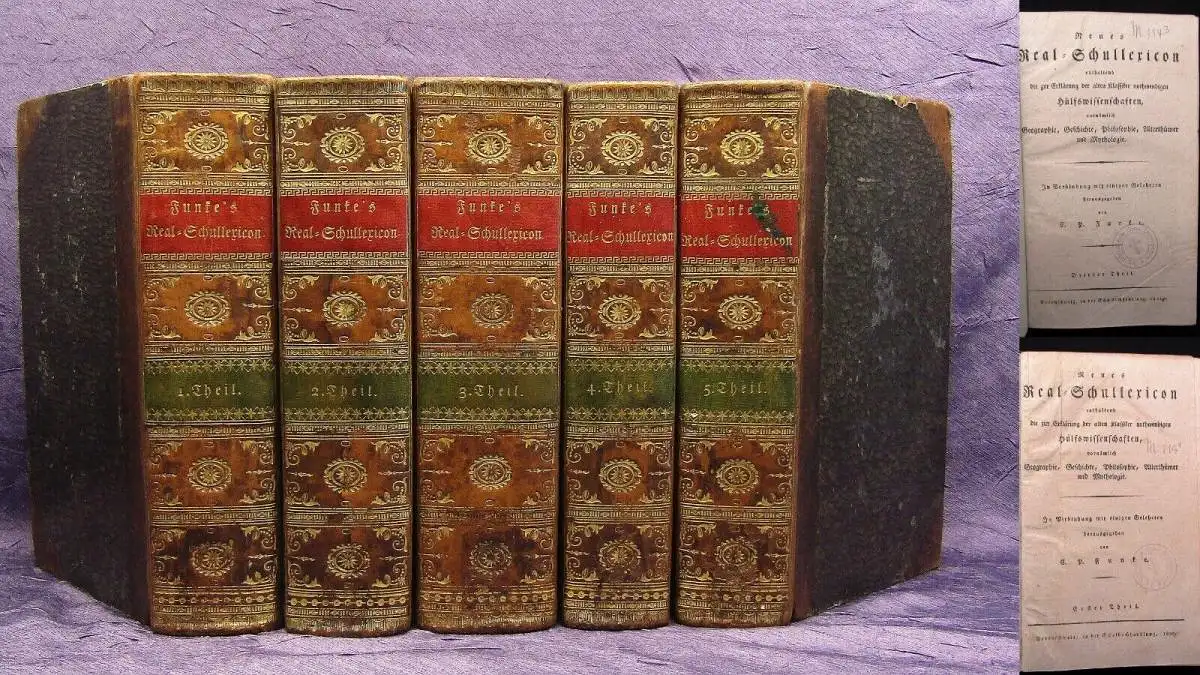 Funke's
Real-Schullexicon
1. Theil.
Funke's
Real-Schullexicon
2. Theil.
Funke's
Real-Schullexicon
3. Theil.
Funke's
Real-Schullexicon
4. Theil.
Funke's
Real-Schullexicon
5. Theil.
Neues
Real-Schullexicon
enthaltend
die zur Erklärung der alten Klassiker nothwendigen
Hülfswissenschaften,
vornämlich
Geographie, Geschichte, Philosophie, Alterthümer
und Mythologie.
In Verbindung mit einigen Gelehrten
herausgegeben
von
C. P. Funke.
Theil
in der
Neues
Real-Schullexicon
enthaltend
die zur Erklärung der alten Klassiker nothwendigen
Hülfswissenschaften,
vornämlich
Geographie, Geschichte, Philosophie, Alterthümer
und Mythologie.
In Verbindung mit einigen Gelehrten
herausgegeben
von
C. P. Funke.
Erster Theil.
in der